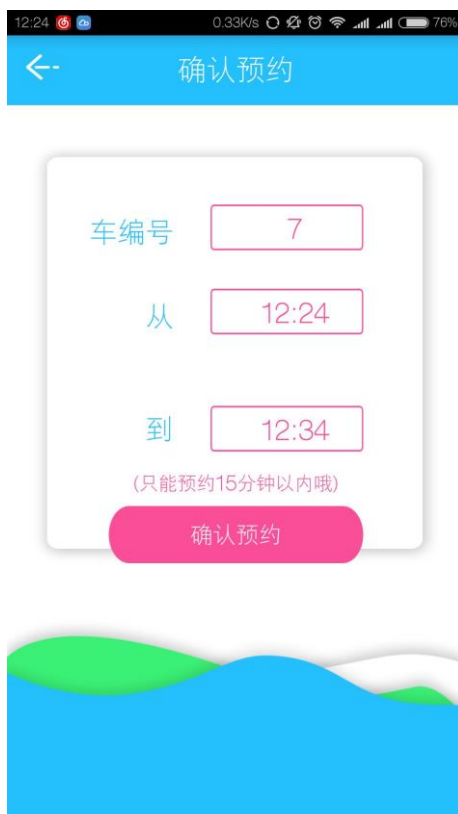 12:24 0.33K/s 76%
确认预约
车编号 7
从 12:24
到 12:34
(只能预约15分钟以内哦)
确认预约